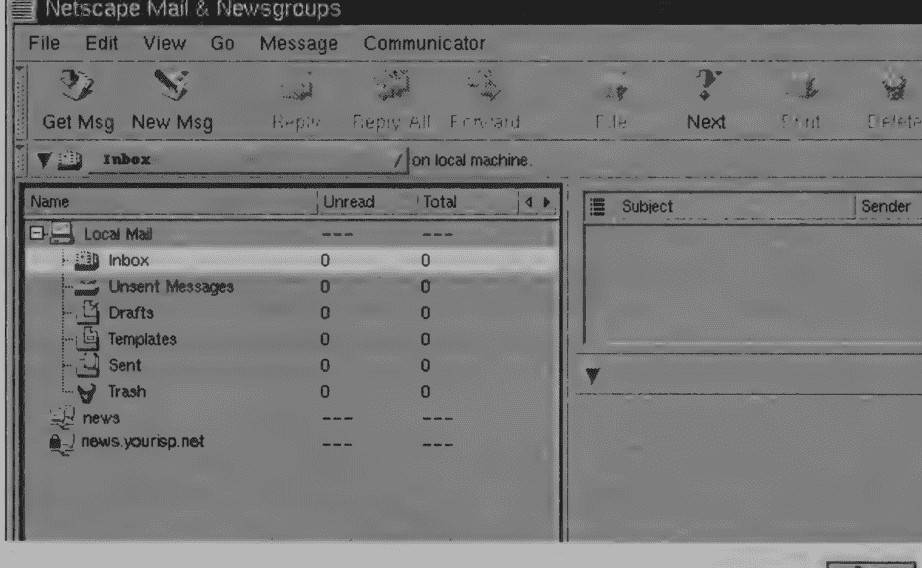 Netscape Mail & Newsgroups
File Edit View Go Message Communicator
Get Msg New Msg Reply Reply All Forward File Next Print Delete
Inbox on local machine.
Name Unread Total Subject Sender
Local Mail --- ---
Inbox 0 0
Unsent Messages 0 0
Drafts 0 0
Templates 0 0
Sent 0 0
Trash 0 0
news --- ---
news.yourisp.net --- ---